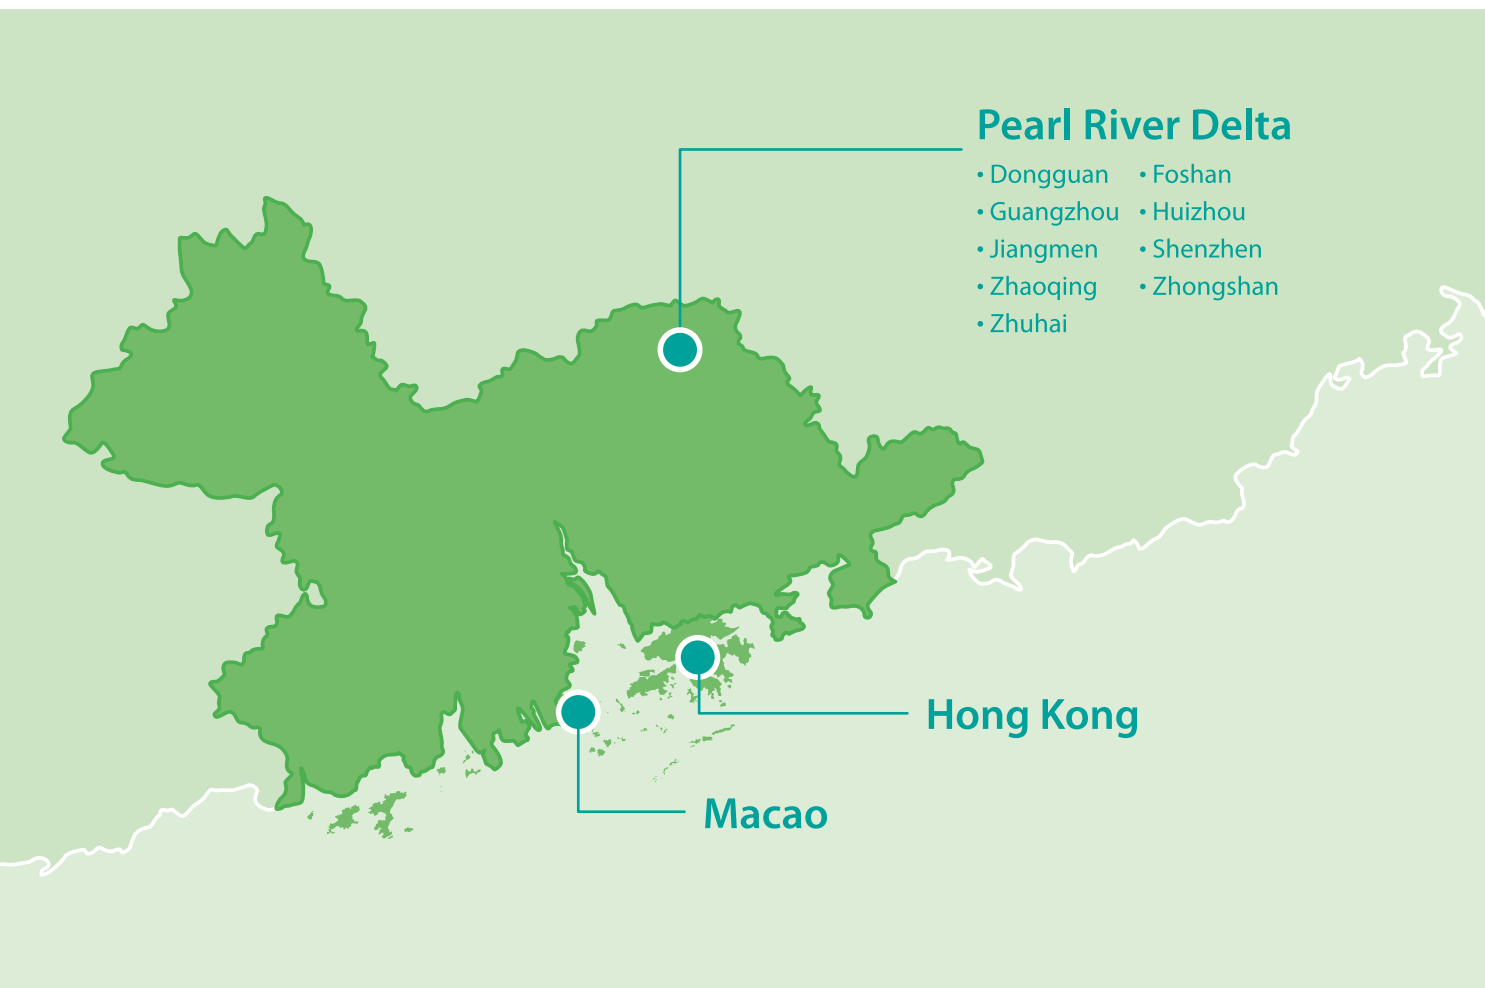 Pearl River Delta
• Dongguan • Foshan
• Guangzhou • Huizhou
• Jiangmen • Shenzhen
• Zhaoqing • Zhongshan
• Zhuhai
Hong Kong
Macao